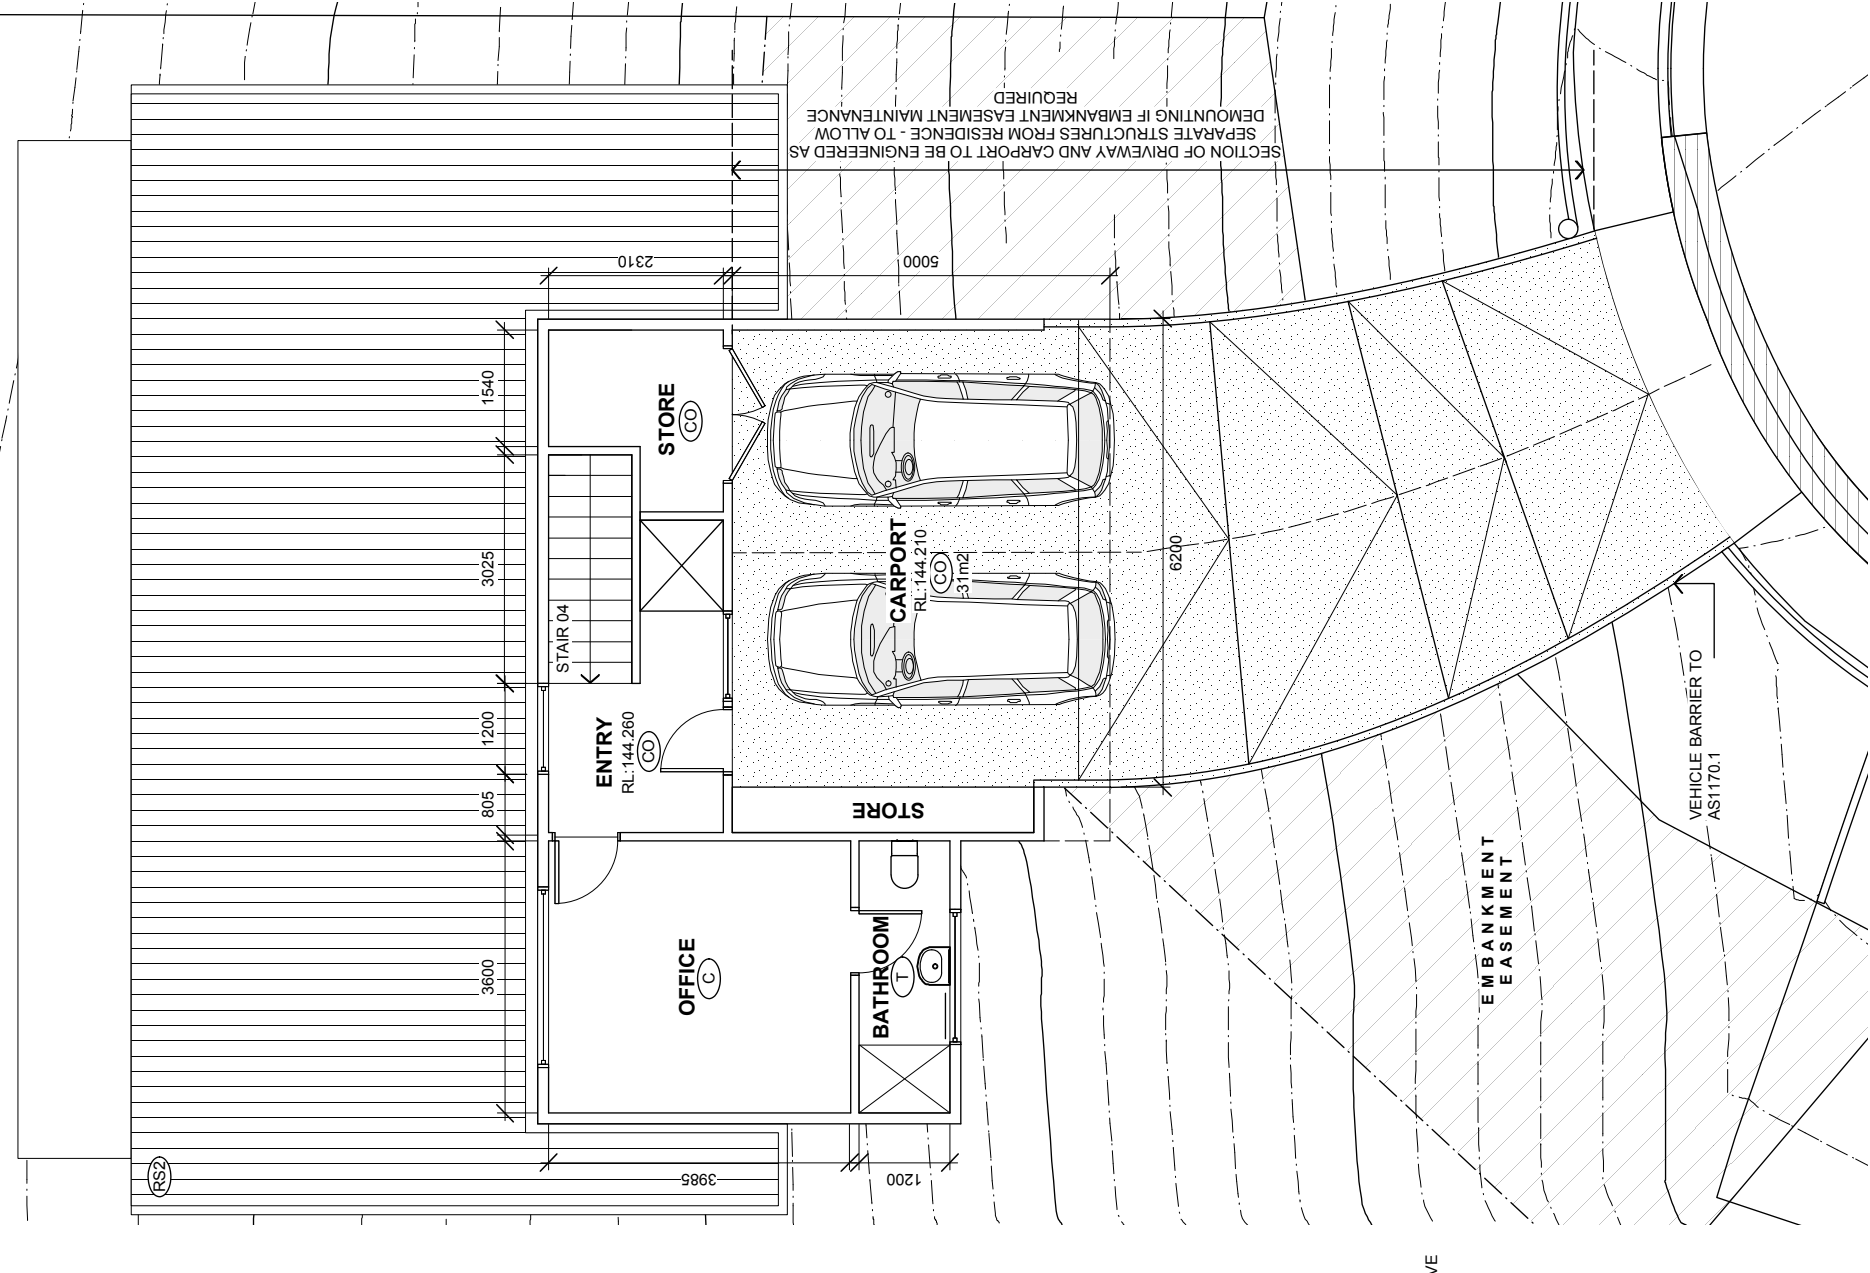 SECTION OF DRIVEWAY AND CARPORT TO BE ENGINEERED AS
SEPARATE STRUCTURES FROM RESIDENCE - TO ALLOW
DEMOUNTING IF EMBANKMENT EASEMENT MAINTENANCE
REQUIRED
2310
5000
1540
3025
1200
805
3600
STORE
CO
STAIR 04
CARPORT
RL:144.210
CO
31m2
6200
ENTRY
RL:144.260
CO
STORE
VEHICLE BARRIER TO
AS1170.1
OFFICE
C
BATHROOM
T
EMBANKMENT
EASEMENT
RS2
3985
1200
VE